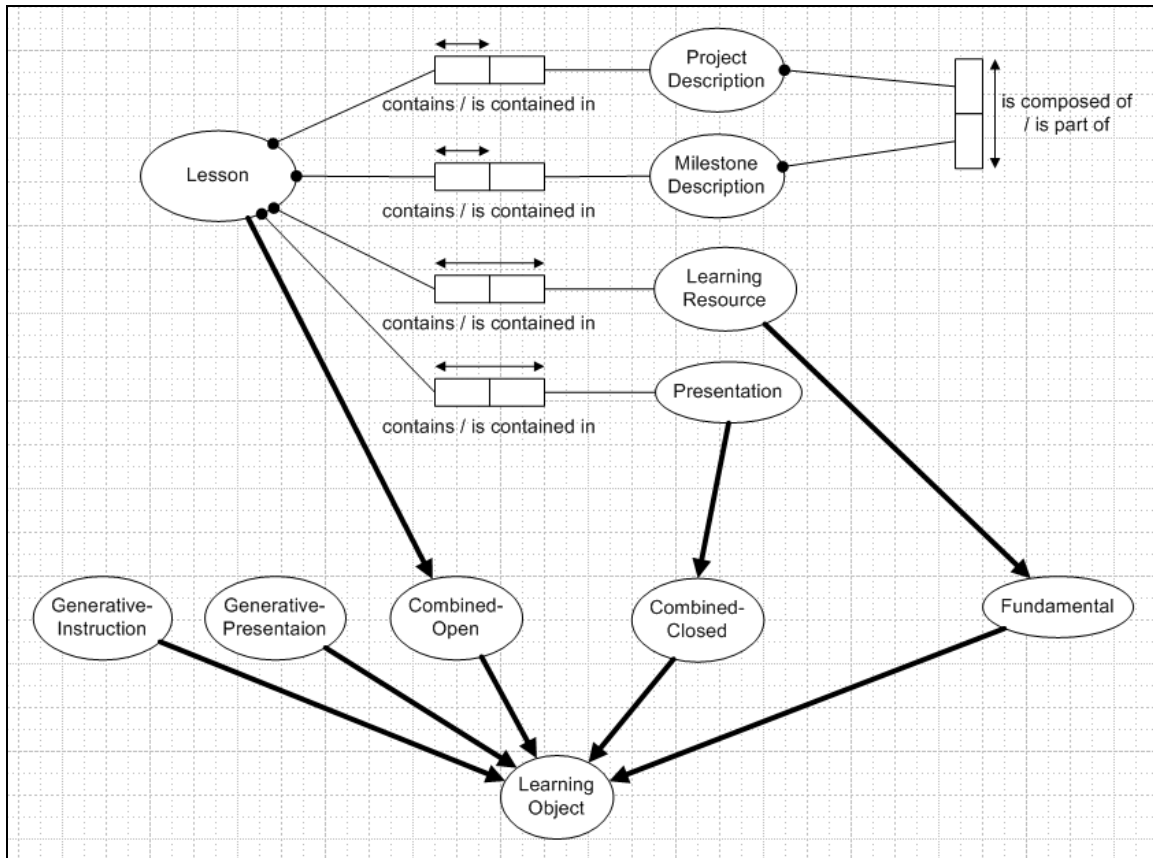 Project
Description
contains / is contained in
is composed of
/ is part of
Lesson
Milestone
Description
contains / is contained in
Learning
Resource
contains / is contained in
Presentation
contains / is contained in
Generative-
Instruction
Generative-
Presentaion
Combined-
Open
Combined-
Closed
Fundamental
Learning
Object